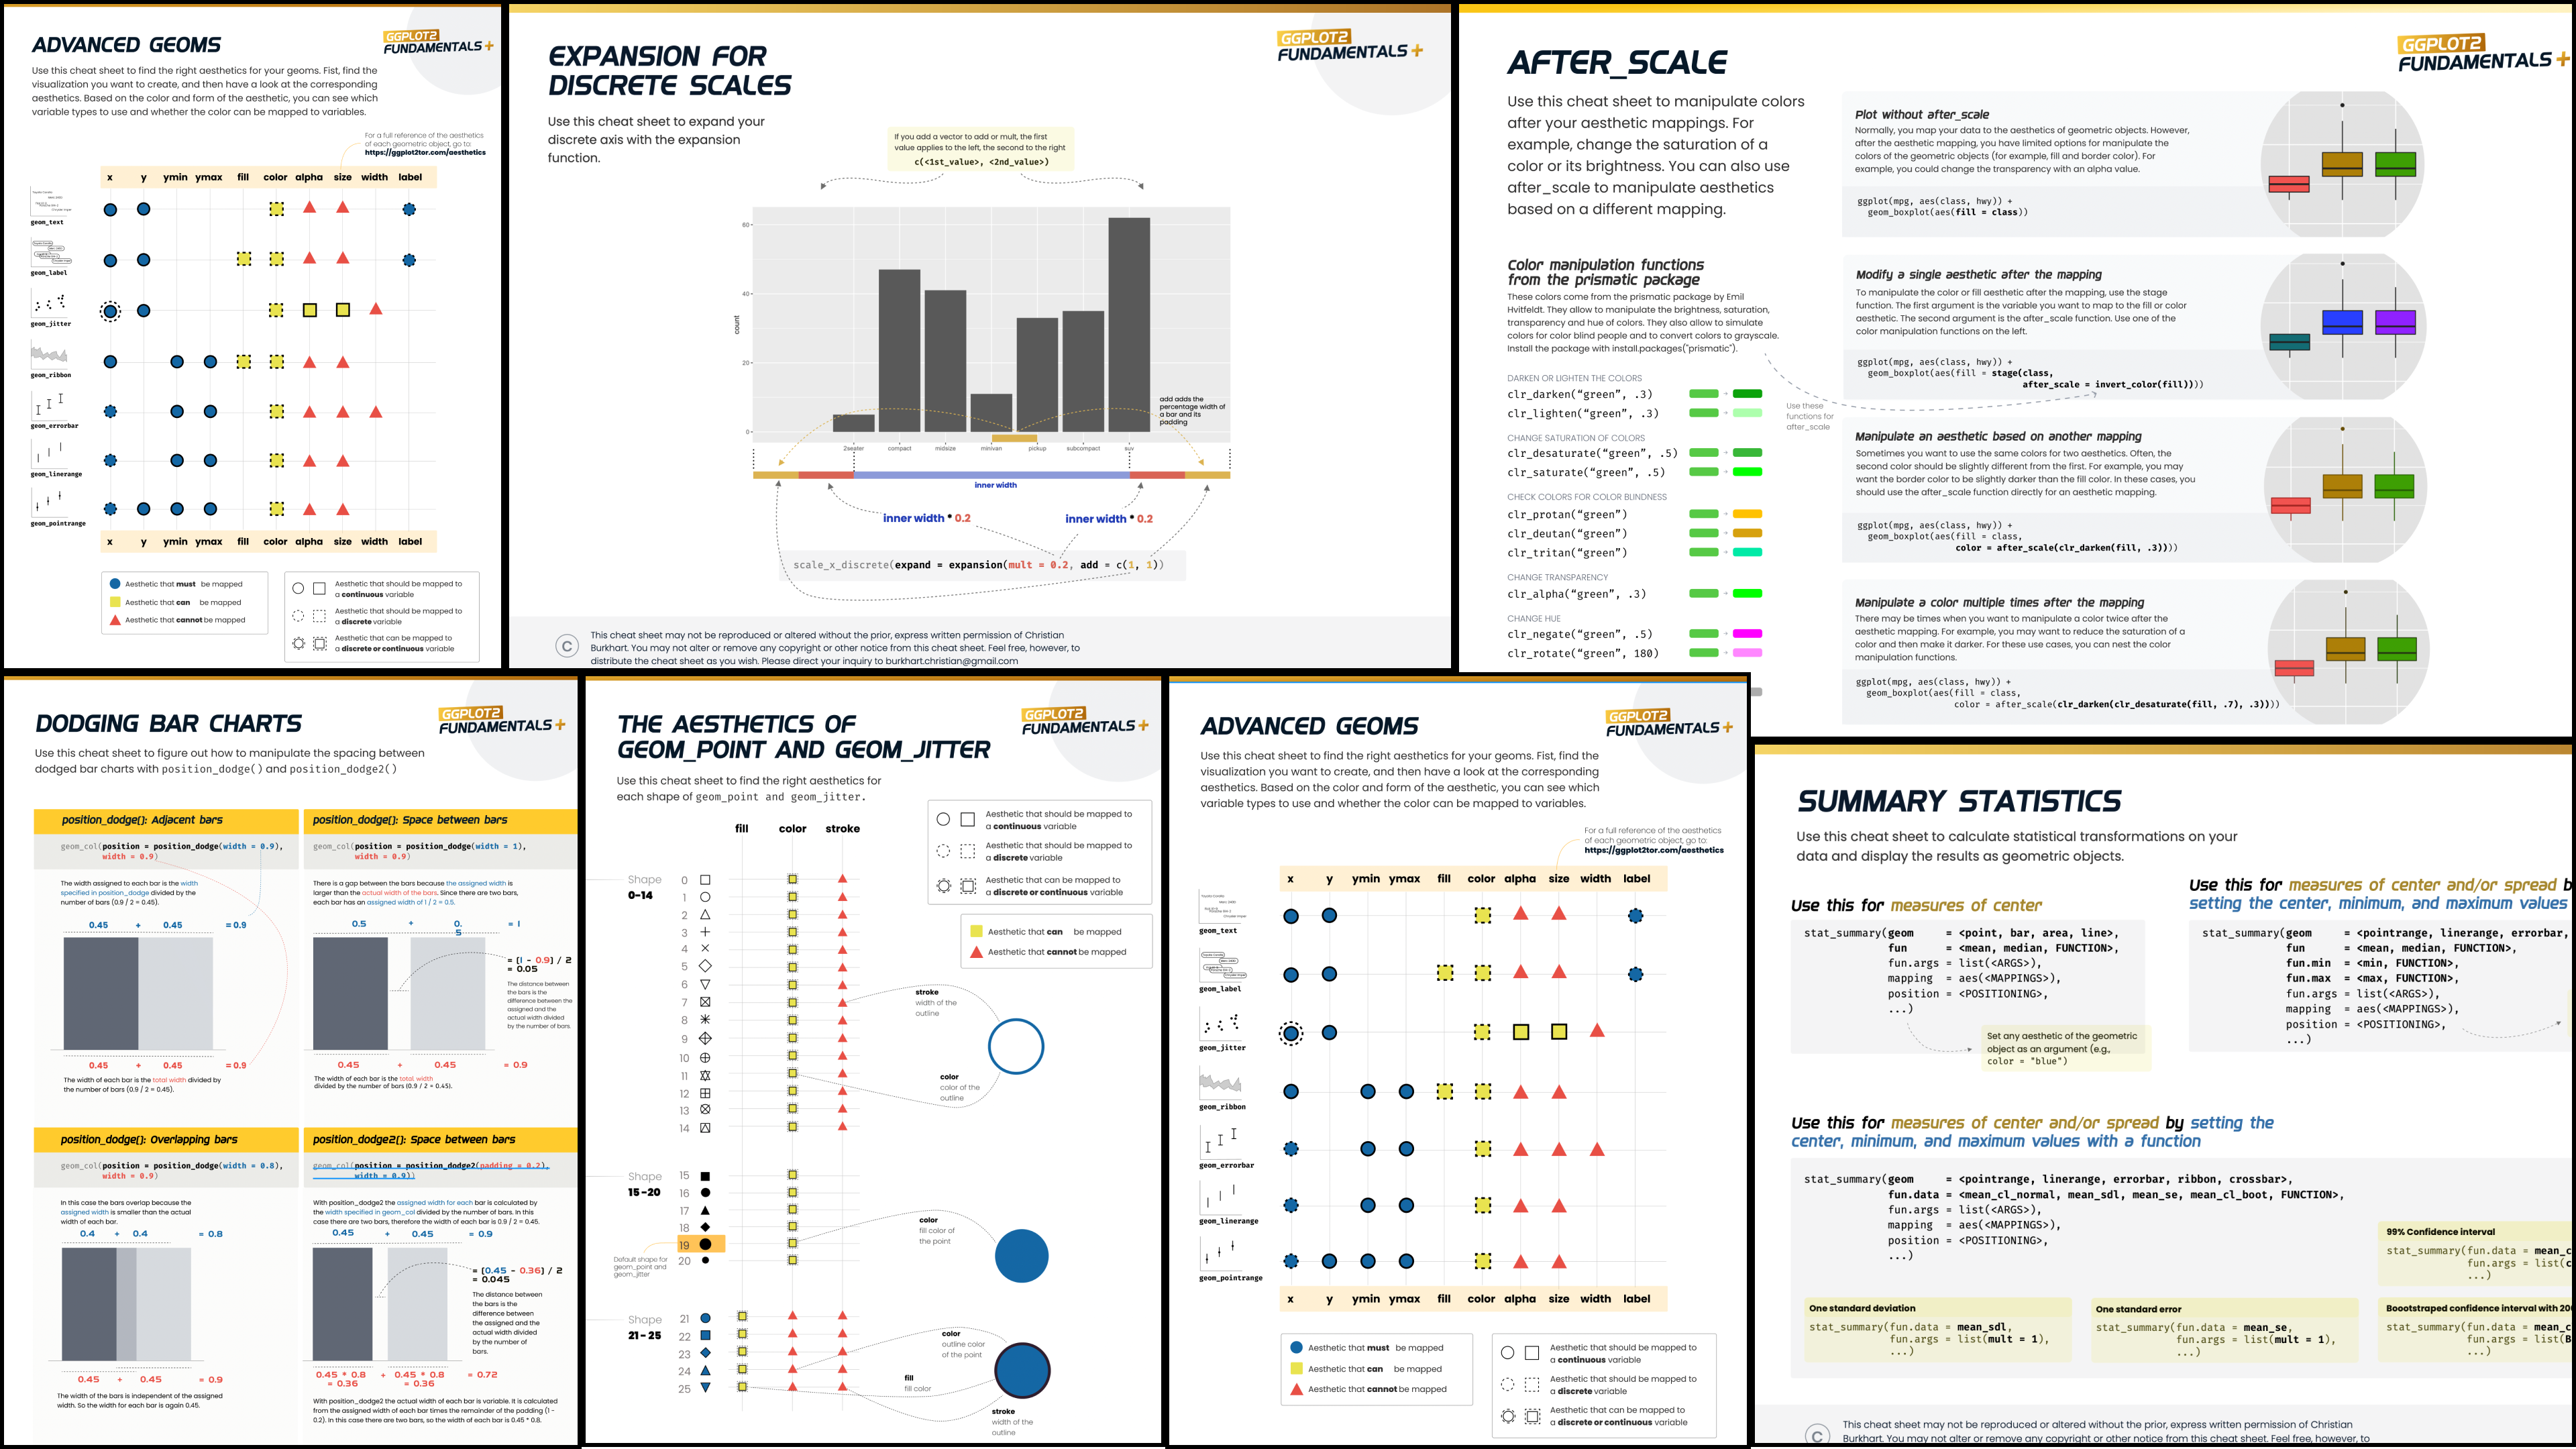 ADVANCED GEOMS
GGPLOT2
FUNDAMENTALS +
Use this cheat sheet to find the right aesthetics for your geoms. Fist, find the
visualization you want to create, and then have a look at the corresponding
aesthetics. Based on the color and form of the aesthetic, you can see which
variable types to use and whether the color can be mapped to variables.
For a full reference of the aesthetics
of each geometric object, go to:
https://ggplot2tor.com/aesthetics
x y ymin ymax fill color alpha size width label
geom_text
geom_label
geom_jitter
geom_ribbon
geom_errorbar
geom_linerange
geom_pointrange
x y ymin ymax fill color alpha size width label
Aesthetic that must be mapped
Aesthetic that can be mapped
Aesthetic that cannot be mapped
Aesthetic that should be mapped to
a continuous variable
Aesthetic that should be mapped to
a discrete variable
Aesthetic that can be mapped to
a discrete or continuous variable
EXPANSION FOR
DISCRETE SCALES
GGPLOT2
FUNDAMENTALS +
Use this cheat sheet to expand your
discrete axis with the expansion
function.
If you add a vector to add or mult, the first
value applies to the left, the second to the right
c(<1st_value>, <2nd_value>)
60
40
20
0
count
2seater compact midsize minivan pickup subcompact suv
add adds the
percentage width of
a bar and its
padding
inner width
inner width * 0.2
inner width * 0.2
scale_x_discrete(expand = expansion(mult = 0.2, add = c(1, 1))
C
This cheat sheet may not be reproduced or altered without the prior, express written permission of Christian
Burkhart. You may not alter or remove any copyright or other notice from this cheat sheet. Feel free, however, to
distribute the cheat sheet as you wish. Please direct your inquiry to burkhart.christian@gmail.com
AFTER_SCALE
GGPLOT2
FUNDAMENTALS +
Use this cheat sheet to manipulate colors
after your aesthetic mappings. For
example, change the saturation of a
color or its brightness. You can also use
after_scale to manipulate aesthetics
based on a different mapping.
Color manipulation functions
from the prismatic package
These colors come from the prismatic package by Emil
Hvitfeldt. They allow to manipulate the brightness, saturation,
transparency and hue of colors. They also allow to simulate
colors for color blind people and to convert colors to grayscale.
Install the package with install.packages("prismatic").
DARKEN OR LIGHTEN THE COLORS
clr_darken(“green”, .3)
clr_lighten(“green”, .3)
CHANGE SATURATION OF COLORS
clr_desaturate(“green”, .5)
clr_saturate(“green”, .5)
CHECK COLORS FOR COLOR BLINDNESS
clr_protan(“green”)
clr_deutan(“green”)
clr_tritan(“green”)
CHANGE TRANSPARENCY
clr_alpha(“green”, .3)
CHANGE HUE
clr_negate(“green”, .5)
clr_rotate(“green”, 180)
Use these
functions for
after_scale
Plot without after_scale
Normally, you map your data to the aesthetics of geometric objects. However,
after the aesthetic mapping, you have limited options for manipulate the
colors of the geometric objects (for example, fill and border color). For
example, you could change the transparency with an alpha value.
ggplot(mpg, aes(class, hwy)) +
geom_boxplot(aes(fill = class))
Modify a single aesthetic after the mapping
To manipulate the color or fill aesthetic after the mapping, use the stage
function. The first argument is the variable you want to map to the fill or color
aesthetic. The second argument is the after_scale function. Use one of the
color manipulation functions on the left.
ggplot(mpg, aes(class, hwy)) +
geom_boxplot(aes(fill = stage(class,
after_scale = invert_color(fill))))
Manipulate an aesthetic based on another mapping
Sometimes you want to use the same colors for two aesthetics. Often, the
second color should be slightly different from the first. For example, you may
want the border color to be slightly darker than the fill color. In these cases, you
should use the after_scale function directly for an aesthetic mapping.
ggplot(mpg, aes(class, hwy)) +
geom_boxplot(aes(fill = class,
color = after_scale(clr_darken(fill, .3))))
Manipulate a color multiple times after the mapping
There may be times when you want to manipulate a color twice after the
aesthetic mapping. For example, you may want to reduce the saturation of a
color and then make it darker. For these use cases, you can nest the color
manipulation functions.
ggplot(mpg, aes(class, hwy)) +
geom_boxplot(aes(fill = class,
color = after_scale(clr_darken(clr_desaturate(fill, .7), .3))))
DODGING BAR CHARTS
GGPLOT2
FUNDAMENTALS +
Use this cheat sheet to figure out how to manipulate the spacing between
dodged bar charts with position_dodge() and position_dodge2()
position_dodge(): Adjacent bars
geom_col(position = position_dodge(width = 0.9),
width = 0.9)
The width assigned to each bar is the width
specified in position_dodge divided by the
number of bars (0.9 / 2 = 0.45).
0.45 + 0.45 = 0.9
0.45 + 0.45 = 0.9
The width of each bar is the total width divided by
the number of bars (0.9 / 2 = 0.45).
position_dodge(): Space between bars
geom_col(position = position_dodge(width = 1),
width = 0.9)
There is a gap between the bars because the assigned width is
larger than the actual width of the bars. Since there are two bars,
each bar has an assigned width of 1 / 2 = 0.5.
0.5 + 0. = 1
5
= (1 - 0.9) / 2
= 0.05
The distance between
the bars is the
difference between the
assigned and the
actual width divided
by the number of bars.
0.45 + 0.45 = 0.9
The width of each bar is the total width
divided by the number of bars (0.9 / 2 = 0.45).
position_dodge(): Overlapping bars
geom_col(position = position_dodge(width = 0.8),
width = 0.9)
In this case the bars overlap because the
assigned width is smaller than the actual
width of each bar.
0.4 + 0.4 = 0.8
0.45 + 0.45 = 0.9
The width of the bars is independent of the assigned
width. So the width for each bar is again 0.45.
position_dodge2(): Space between bars
geom_col(position = position_dodge2(padding = 0.2),
width = 0.9))
With position_dodge2 the assigned width for each bar is calculated by
the width specified in geom_col divided by the number of bars. In this
case there are two bars, therefore the width of each bar is 0.9 / 2 = 0.45.
0.45 + 0.45 = 0.9
= (0.45 - 0.36) / 2
= 0.045
The distance between
the bars is the
difference between
the assigned and the
actual width divided
by the number of
bars.
0.45 * 0.8 + 0.45 * 0.8 = 0.72
= 0.36 = 0.36
With position_dodge2 the actual width of each bar is variable. It is calculated
from the assigned width of each bar times the remainder of the padding (1 -
0.2). In this case there are two bars, so the width of each bar is 0.45 * 0.8.
THE AESTHETICS OF
GEOM_POINT AND GEOM_JITTER
GGPLOT2
FUNDAMENTALS +
Use this cheat sheet to find the right aesthetics for
each shape of geom_point and geom_jitter.
Aesthetic that should be mapped to
a continuous variable
Aesthetic that should be mapped to
a discrete variable
Aesthetic that can be mapped to
a discrete or continuous variable
Aesthetic that can be mapped
Aesthetic that cannot be mapped
fill color stroke
Shape
0-14
0
1
2
3
4
5
6
7
8
9
10
11
12
13
14
stroke
width of the
outline
color
color of the
outline
Shape
15-20
15
16
17
18
19
20
Default shape for
geom_point and
geom_jitter
color
fill color of
the point
Shape
21-25
21
22
23
24
25
color
outline color
of the point
fill
fill color
stroke
width of the
outline
ADVANCED GEOMS
GGPLOT2
FUNDAMENTALS +
Use this cheat sheet to find the right aesthetics for your geoms. Fist, find the
visualization you want to create, and then have a look at the corresponding
aesthetics. Based on the color and form of the aesthetic, you can see which
variable types to use and whether the color can be mapped to variables.
For a full reference of the aesthetics
of each geometric object, go to:
https://ggplot2tor.com/aesthetics
x y ymin ymax fill color alpha size width label
geom_text
geom_label
geom_jitter
geom_ribbon
geom_errorbar
geom_linerange
geom_pointrange
x y ymin ymax fill color alpha size width label
Aesthetic that must be mapped
Aesthetic that can be mapped
Aesthetic that cannot be mapped
Aesthetic that should be mapped to
a continuous variable
Aesthetic that should be mapped to
a discrete variable
Aesthetic that can be mapped to
a discrete or continuous variable
SUMMARY STATISTICS
Use this cheat sheet to calculate statistical transformations on your
data and display the results as geometric objects.
Use this for measures of center
stat_summary(geom = <point, bar, area, line>,
fun = <mean, median, FUNCTION>,
fun.args = list(<ARGS>),
mapping = aes(<MAPPINGS>),
position = <POSITIONING>,
...)
Set any aesthetic of the geometric
object as an argument (e.g.,
color = "blue")
Use this for measures of center and/or spread b
setting the center, minimum, and maximum values
stat_summary(geom = <pointrange, linerange, errorbar,
fun = <mean, median, FUNCTION>,
fun.min = <min, FUNCTION>,
fun.max = <max, FUNCTION>,
fun.args = list(<ARGS>),
mapping = aes(<MAPPINGS>),
position = <POSITIONING>,
...)
Use this for measures of center and/or spread by setting the
center, minimum, and maximum values with a function
stat_summary(geom = <pointrange, linerange, errorbar, ribbon, crossbar>,
fun.data = <mean_cl_normal, mean_sdl, mean_se, mean_cl_boot, FUNCTION>,
fun.args = list(<ARGS>),
mapping = aes(<MAPPINGS>),
position = <POSITIONING>,
...)
99% Confidence interval
stat_summary(fun.data = mean_c
fun.args = list(c
...)
One standard deviation
stat_summary(fun.data = mean_sdl,
fun.args = list(mult = 1),
...)
One standard error
stat_summary(fun.data = mean_se,
fun.args = list(mult = 1),
...)
Boootstraped confidence interval with 200
stat_summary(fun.data = mean_c
fun.args = list(B
...)
C
This cheat sheet may not be reproduced or altered without the prior, express written permission of Christian
Burkhart. You may not alter or remove any copyright or other notice from this cheat sheet. Feel free, however, to